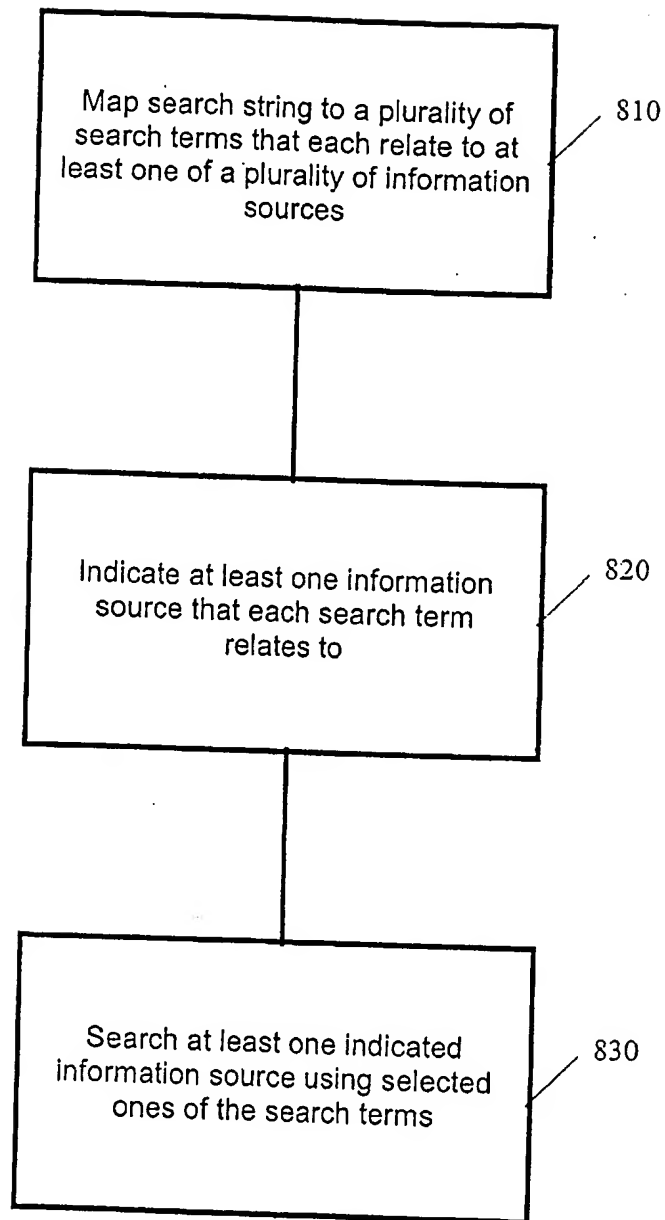 Map search string to a plurality of
search terms that each relate to at
least one of a plurality of information
sources
810
Indicate at least one information
source that each search term
relates to
820
Search at least one indicated
information source using selected
ones of the search terms
830